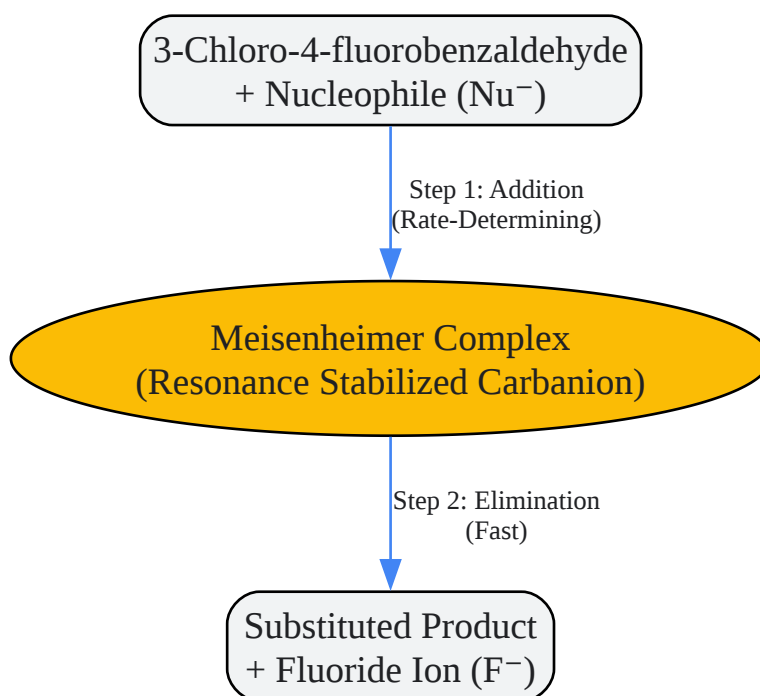 3-Chloro-4-fluorobenzaldehyde
+ Nucleophile (Nu⁻)
Step 1: Addition
(Rate-Determining)
Meisenheimer Complex
(Resonance Stabilized Carbanion)
Step 2: Elimination
(Fast)
Substituted Product
+ Fluoride Ion (F⁻)